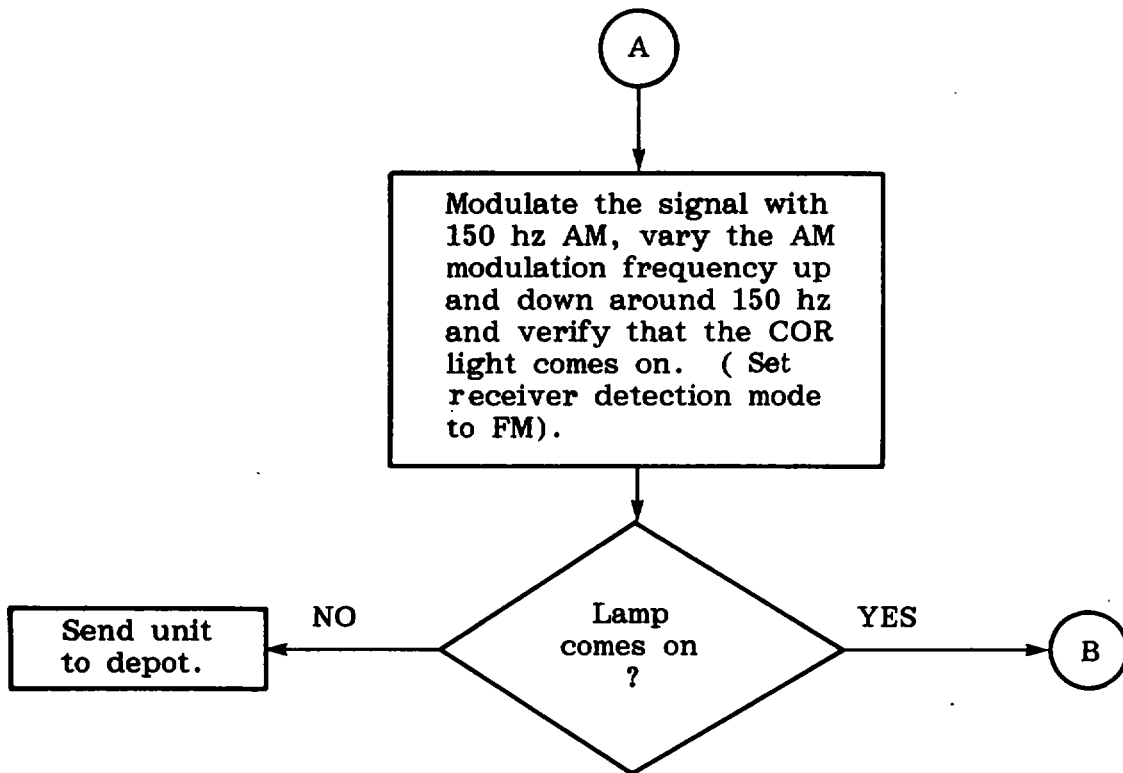 A
Modulate the signal with
150 hz AM, vary the AM
modulation frequency up
and down around 150 hz
and verify that the COR
light comes on. ( Set
receiver detection mode
to FM).
Lamp
comes on
?
NO
YES
Send unit
to depot.
B